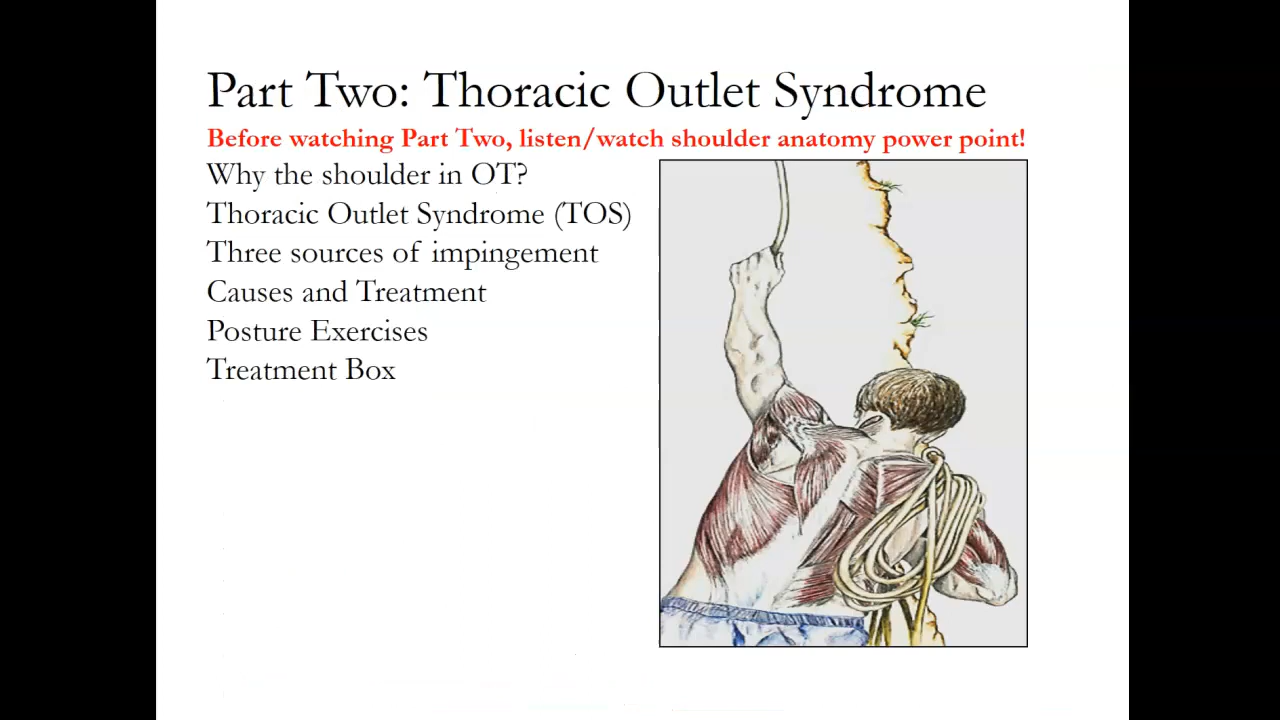 Part Two: Thoracic Outlet Syndrome
Before watching Part Two, listen/watch shoulder anatomy power point!
Why the shoulder in OT?
Thoracic Outlet Syndrome (TOS)
Three sources of impingement
Causes and Treatment
Posture Exercises
Treatment Box